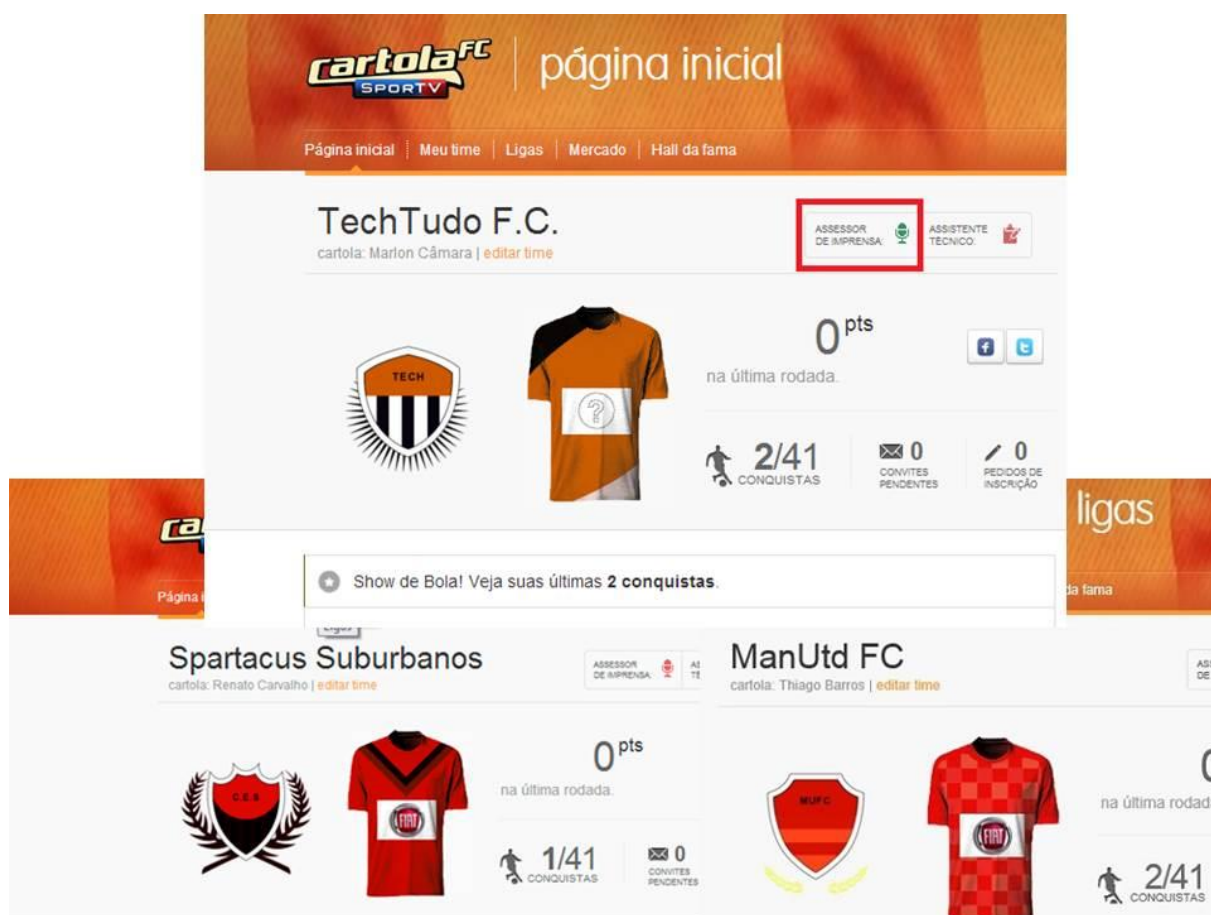 cartola FC
SPORTV
página inicial
Página inicial
Meu time
Ligas
Mercado
Hall da fama
TechTudo F.C.
cartola: Marlon Câmara | editar time
ASSESSOR
DE IMPRENSA:
ASSISTENTE
TÉCNICO:
TECH
?
0 pts
na última rodada.
2/41
CONQUISTAS
0
CONVITES
PENDENTES
0
PEDIDOS DE
INSCRIÇÃO
Show de Bola! Veja suas últimas 2 conquistas.
ca
Página i
Spartacus Suburbanos
cartola: Renato Carvalho | editar time
ASSESSOR
DE IMPRENSA:
FIAT
0 pts
na última rodada.
1/41
CONQUISTAS
0
CONVITES
PENDENTES
ligas
da fama
ManUtd FC
cartola: Thiago Barros | editar time
MUFC
FIAT
na última rodad
2/41
CONQUISTAS